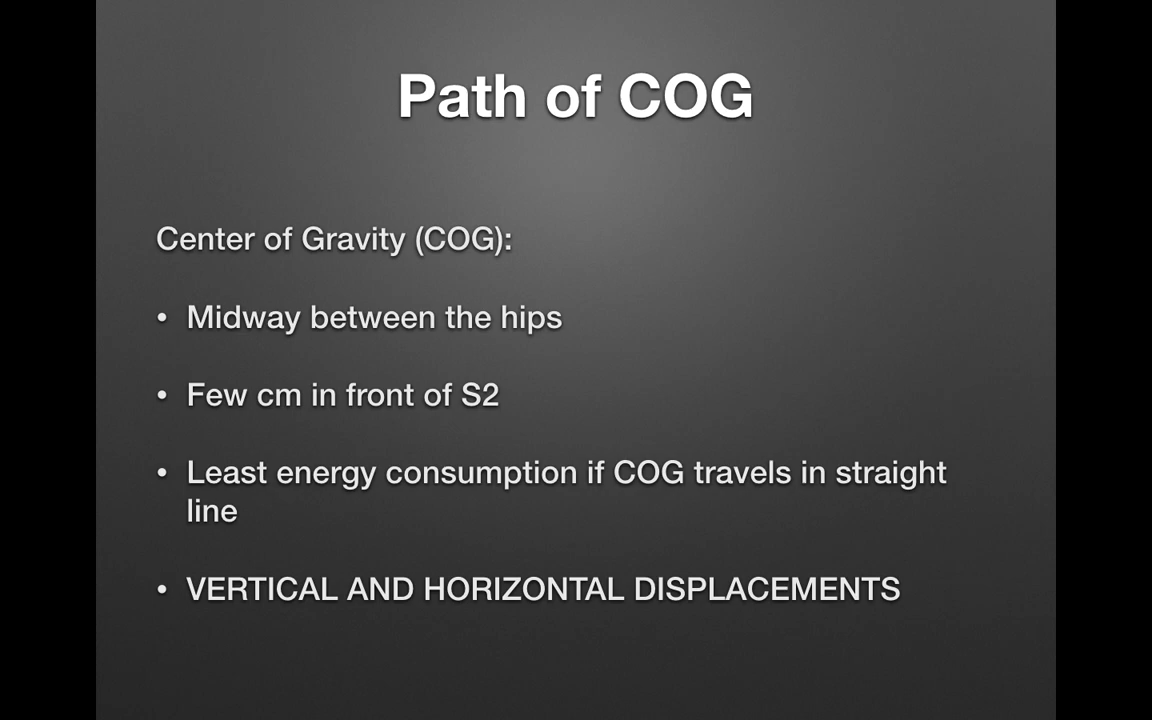 Path of COG
Center of Gravity (COG):
• Midway between the hips
• Few cm in front of S2
• Least energy consumption if COG travels in straight
line
• VERTICAL AND HORIZONTAL DISPLACEMENTS